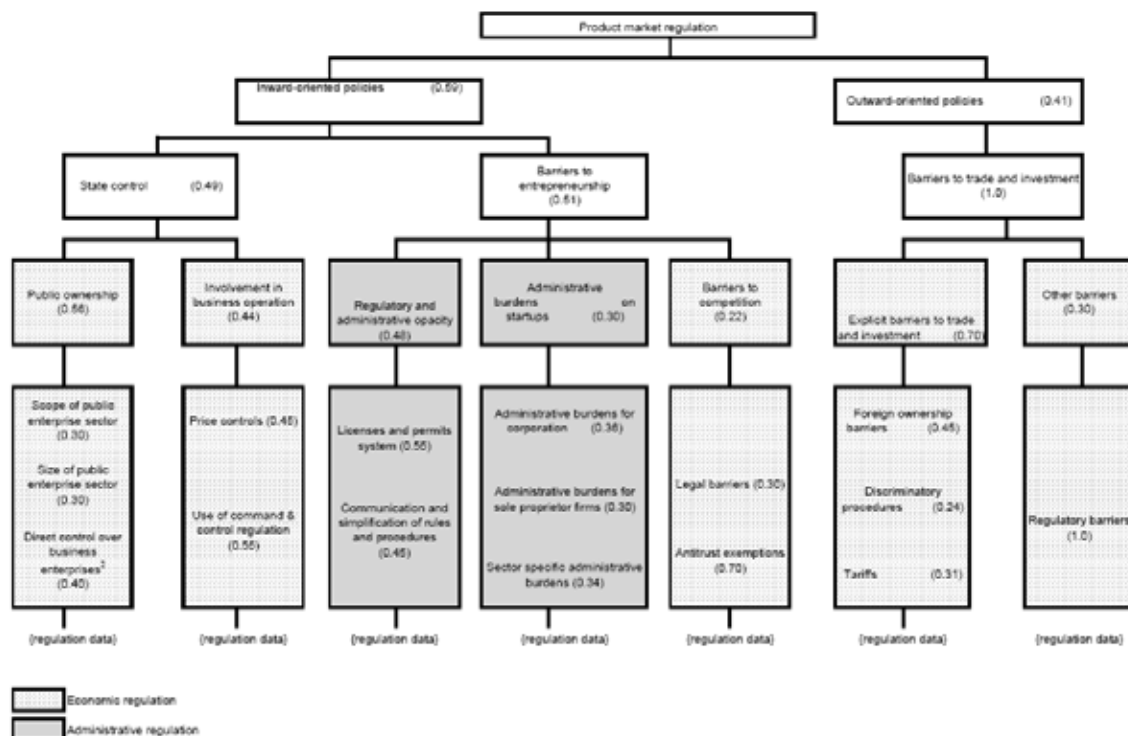 Product market regulation
Inward-oriented policies (0.59)
Outward-oriented policies (0.41)
State control (0.49)
Barriers to
entrepreneurship
(0.51)
Barriers to trade and investment
(1.0)
Public ownership
(0.56)
Involvement in
business operation
(0.44)
Regulatory and
administrative opacity
(0.48)
Administrative
burdens on
startups (0.30)
Barriers to
competition
(0.22)
Explicit barriers to trade
and investment (0.70)
Other barriers
(0.30)
Scope of public
enterprise sector
(0.30)
Size of public
enterprise sector
(0.30)
Direct control over
business
enterprises²
(0.40)
Price controls (0.45)
Use of command &
control regulation
(0.55)
Licenses and permits
system (0.55)
Communication and
simplification of rules
and procedures
(0.45)
Administrative burdens for
corporation (0.36)
Administrative burdens for
sole proprietor firms (0.30)
Sector specific administrative
burdens (0.34)
Legal barriers (0.30)
Antitrust exemptions
(0.70)
Foreign ownership
barriers (0.45)
Discriminatory
procedures (0.24)
Tariffs (0.31)
Regulatory barriers
(1.0)
{regulation data}
{regulation data}
{regulation data}
{regulation data}
{regulation data}
{regulation data}
{regulation data}
Economic regulation
Administrative regulation